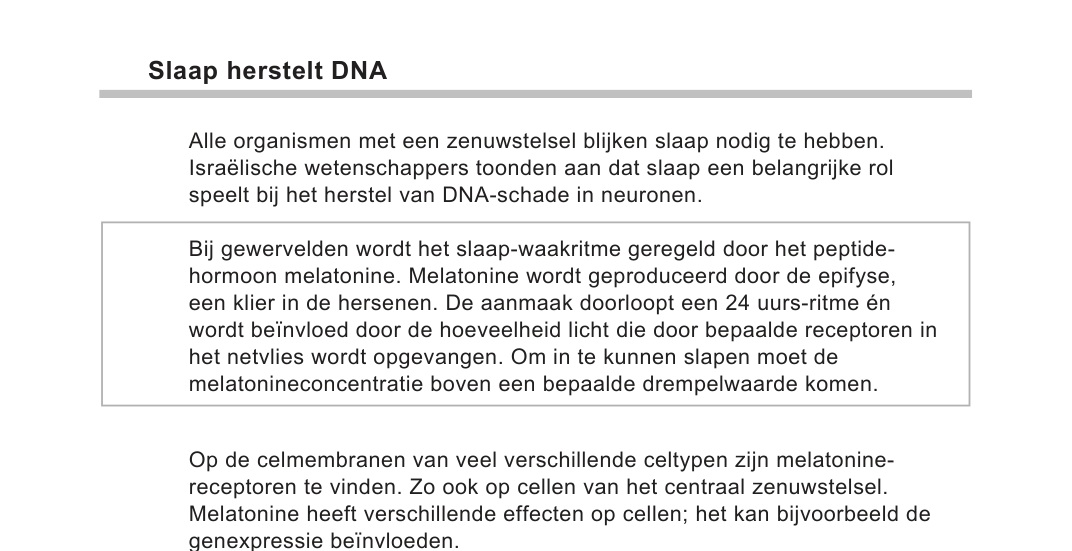 Slaap herstelt DNA
Alle organismen met een zenuwstelsel blijken slaap nodig te hebben.
Israëlische wetenschappers toonden aan dat slaap een belangrijke rol
speelt bij het herstel van DNA-schade in neuronen.
Bij gewervelden wordt het slaap-waakritme geregeld door het peptide-
hormoon melatonine. Melatonine wordt geproduceerd door de epifyse,
een klier in de hersenen. De aanmaak doorloopt een 24 uurs-ritme én
wordt beïnvloed door de hoeveelheid licht die door bepaalde receptoren in
het netvlies wordt opgevangen. Om in te kunnen slapen moet de
melatonineconcentratie boven een bepaalde drempelwaarde komen.
Op de celmembranen van veel verschillende celtypen zijn melatonine-
receptoren te vinden. Zo ook op cellen van het centraal zenuwstelsel.
Melatonine heeft verschillende effecten op cellen; het kan bijvoorbeeld de
genexpressie beïnvloeden.